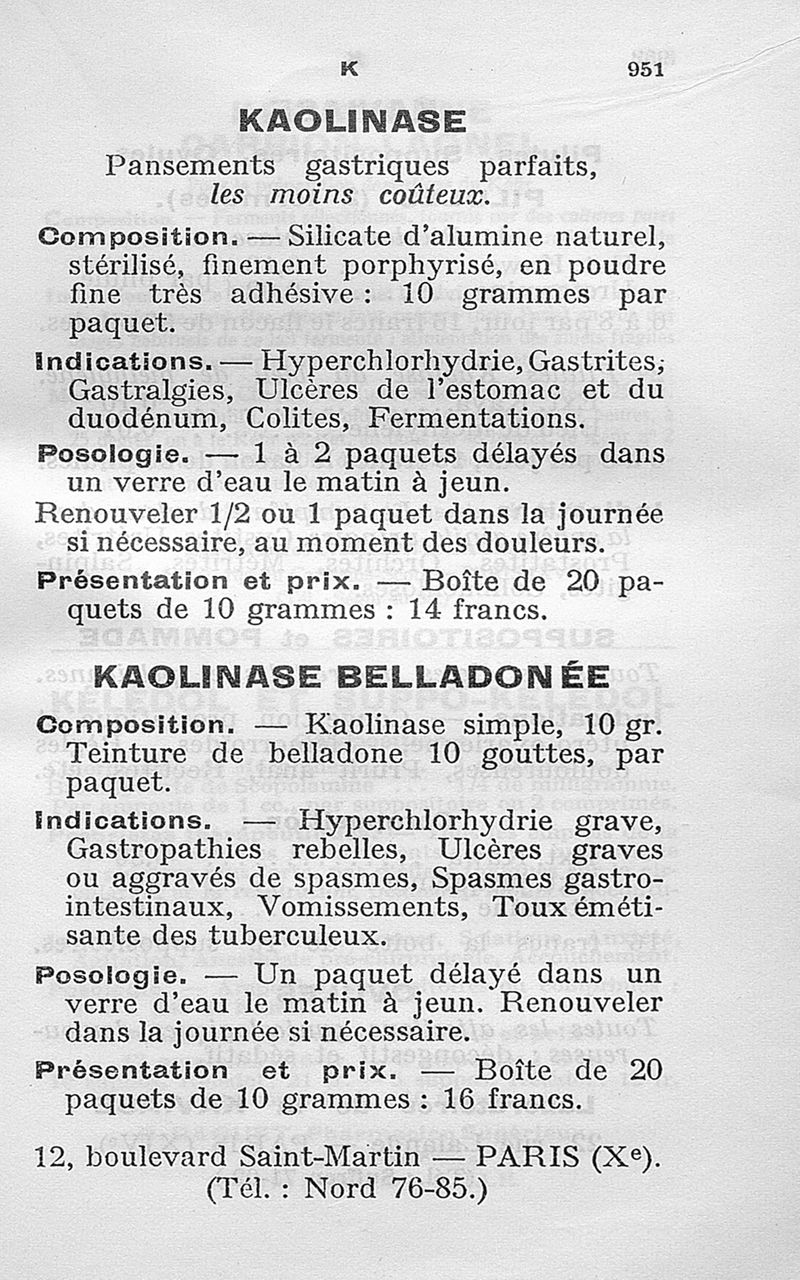 K 951
KAOLINASE
Pansements gastriques parfaits,
les moins coûteux.
Composition. — Silicate d'alumine naturel,
stérilisé, finement porphyrisé, en poudre
fine très adhésive : 10 grammes par
paquet.
Indications. — Hyperchlorhydrie, Gastrites,
Gastralgies, Ulcères de l'estomac et du
duodénum, Colites, Fermentations.
Posologie. — 1 à 2 paquets délayés dans
un verre d'eau le matin à jeun.
Renouveler 1/2 ou 1 paquet dans la journée
si nécessaire, au moment des douleurs.
Présentation et prix. — Boîte de 20 pa-
quets de 10 grammes : 14 francs.
KAOLINASE BELLADONÉE
Composition. — Kaolinase simple, 10 gr.
Teinture de belladone 10 gouttes, par
paquet.
Indications. — Hyperchlorhydrie grave,
Gastropathies rebelles, Ulcères graves
ou aggravés de spasmes, Spasmes gastro-
intestinaux, Vomissements, Toux éméti-
sante des tuberculeux.
Posologie. — Un paquet délayé dans un
verre d'eau le matin à jeun. Renouveler
dans la journée si nécessaire.
Présentation et prix. — Boîte de 20
paquets de 10 grammes : 16 francs.
12, boulevard Saint-Martin — PARIS (Xe).
(Tél. : Nord 76-85.)